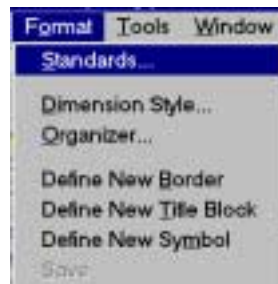 Format Tools Window
Standards...
Dimension Style...
Organizer...
Define New Border
Define New Title Block
Define New Symbol
Save